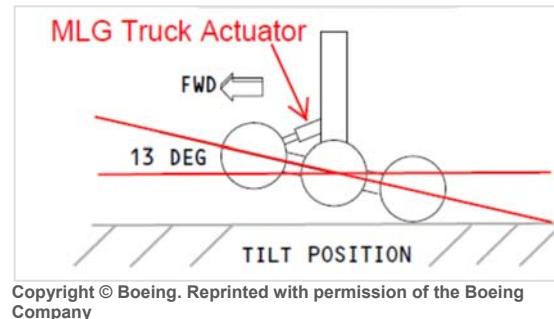 MLG Truck Actuator
FWD
13 DEG
TILT POSITION
Copyright © Boeing. Reprinted with permission of the Boeing
Company